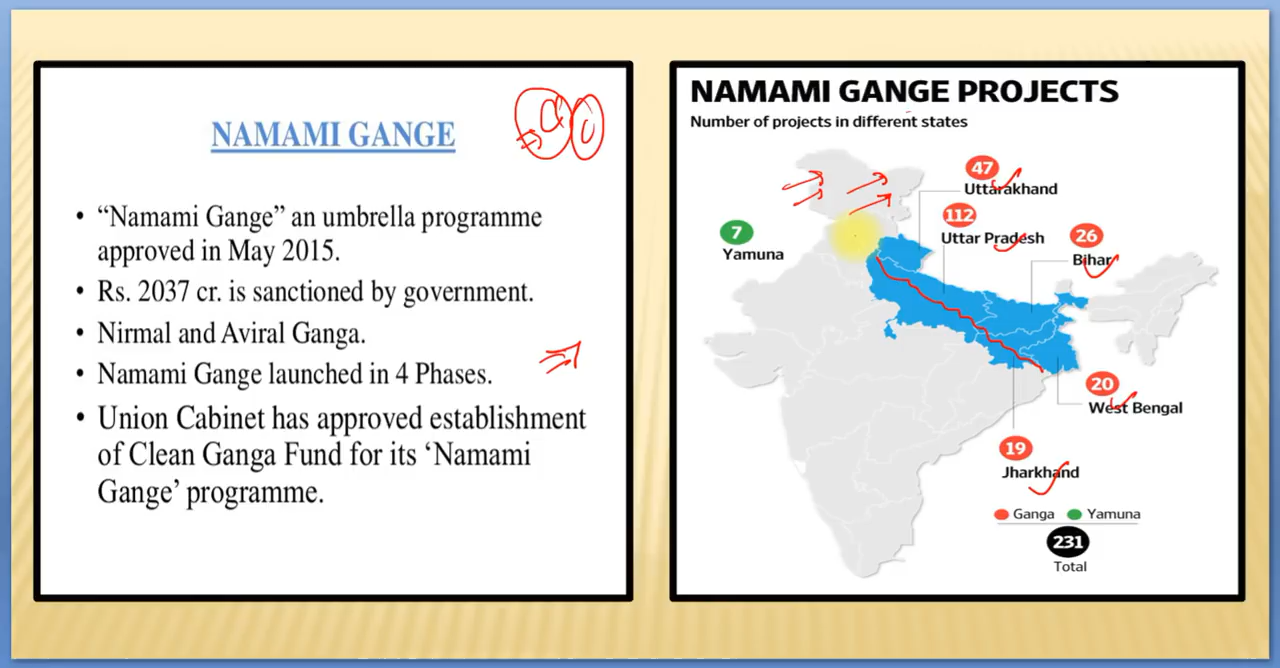 NAMAMI GANGE
• “Namami Gange” an umbrella programme
approved in May 2015.
• Rs. 2037 cr. is sanctioned by government.
• Nirmal and Aviral Ganga.
• Namami Gange launched in 4 Phases.
• Union Cabinet has approved establishment
of Clean Ganga Fund for its ‘Namami
Gange’ programme.
NAMAMI GANGE PROJECTS
Number of projects in different states
47
Uttarakhand
112
Uttar Pradesh
26
Bihar
7
Yamuna
20
West Bengal
19
Jharkhand
Ganga Yamuna
231
Total